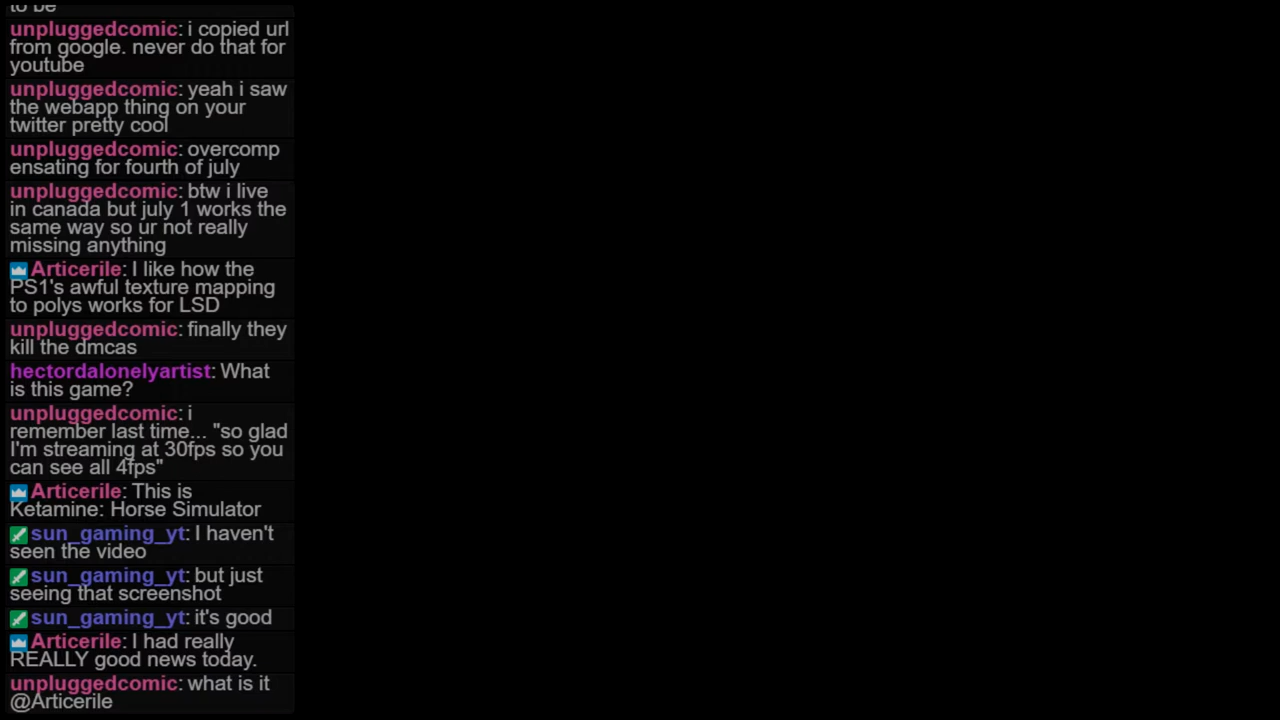 to be
unpluggedcomic: i copied url
from google. never do that for
youtube
unpluggedcomic: yeah i saw
the webapp thing on your
twitter pretty cool
unpluggedcomic: overcomp
ensating for fourth of july
unpluggedcomic: btw i live
in canada but july 1 works the
same way so ur not really
missing anything
Articerile: I like how the
PS1's awful texture mapping
to polys works for LSD
unpluggedcomic: finally they
kill the dmcas
hectordalonelyartist: What
is this game?
unpluggedcomic: i
remember last time... "so glad
I'm streaming at 30fps so you
can see all 4fps"
Articerile: This is
Ketamine: Horse Simulator
sun_gaming_yt: I haven't
seen the video
sun_gaming_yt: but just
seeing that screenshot
sun_gaming_yt: it's good
Articerile: I had really
REALLY good news today.
unpluggedcomic: what is it
@Articerile